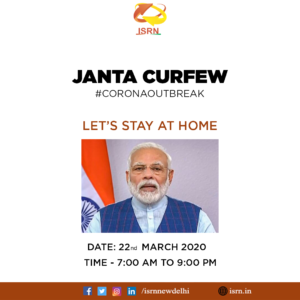 ISRN
JANTA CURFEW
#CORONAOUTBREAK
LET'S STAY AT HOME
DATE: 22nd MARCH 2020
TIME - 7:00 AM TO 9:00 PM
/isrnnewdelhi
isrn.in